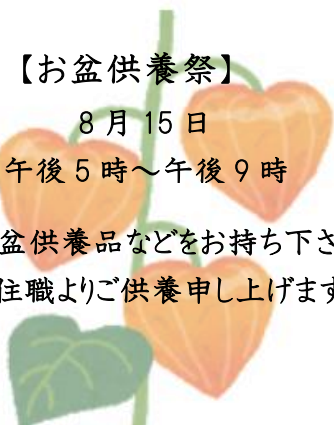 【お盆供養祭】
8月15日
午後5時～午後9時
盆供養品などをお持ち下さ
住職よりご供養申し上げます